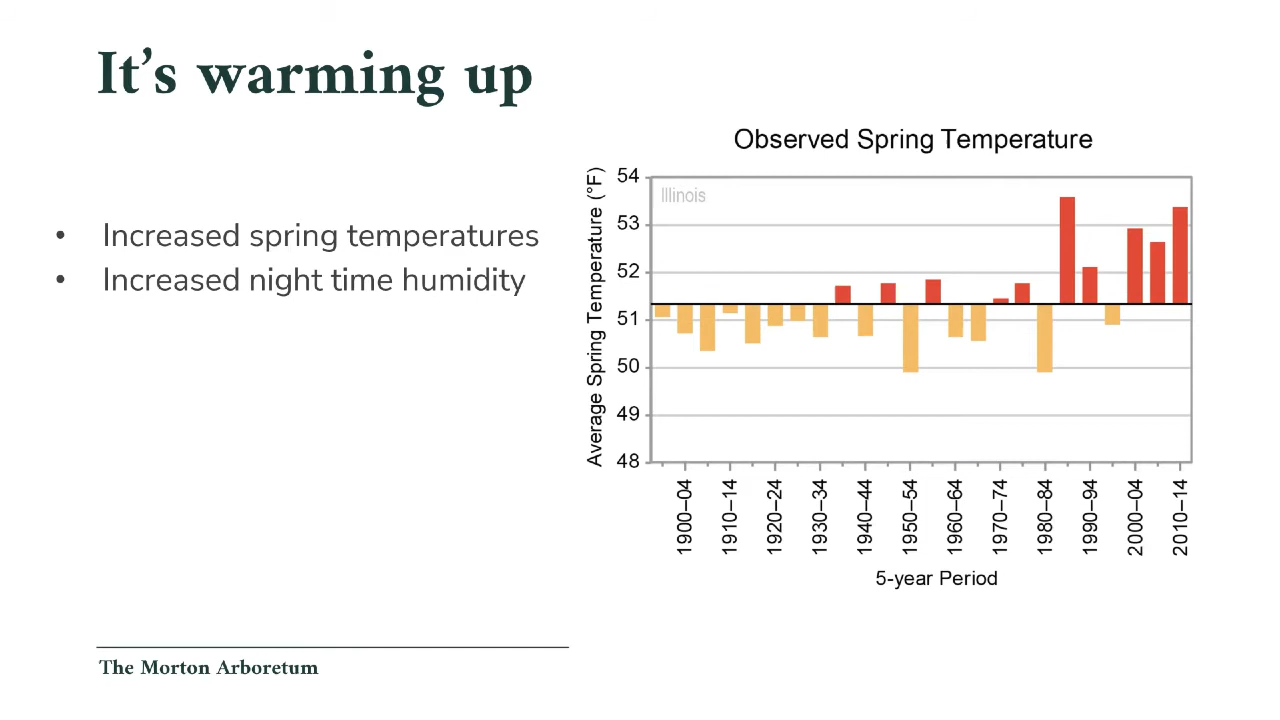 It's warming up
• Increased spring temperatures
• Increased night time humidity
Observed Spring Temperature
Average Spring Temperature (°F)
54
53
52
51
50
49
48
Illinois
1900–04
1910–14
1920–24
1930–34
1940–44
1950–54
1960–64
1970–74
1980–84
1990–94
2000–04
2010–14
5-year Period
The Morton Arboretum